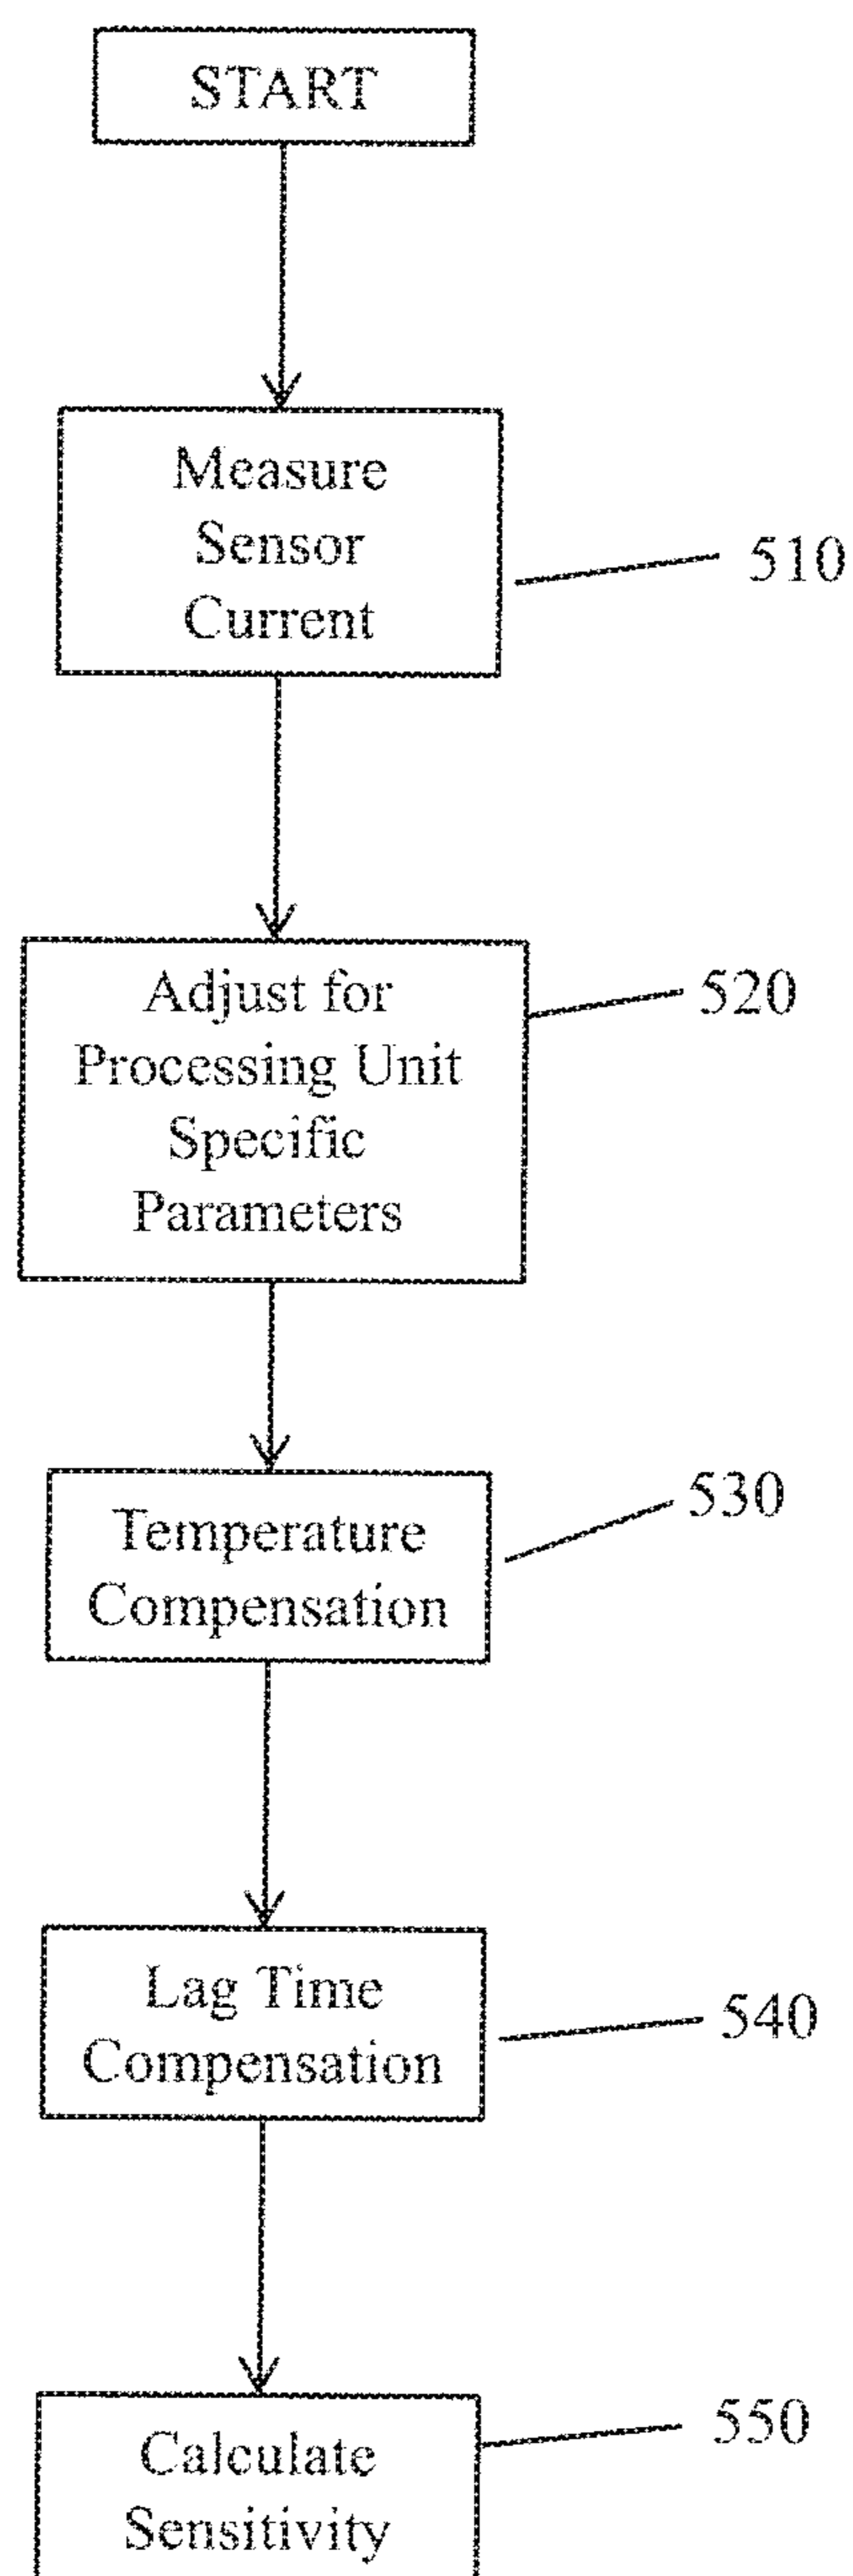 START
Measure
Sensor
Current
510
Adjust for
Processing Unit
Specific
Parameters
520
Temperature
Compensation
530
Lag Time
Compensation
540
Calculate
Sensitivity
550